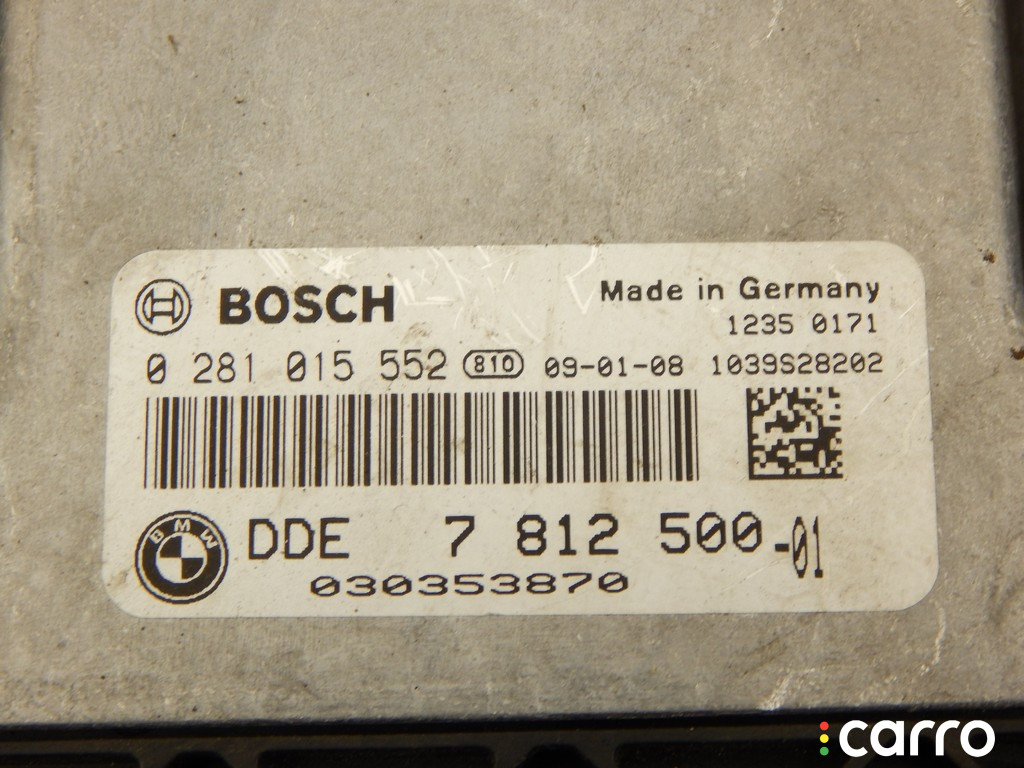 BOSCH
Made in Germany
1235 0171
0 281 015 552 810 09-01-08 1039S28202
BMW
DDE 7 812 500-01
030353870
carro